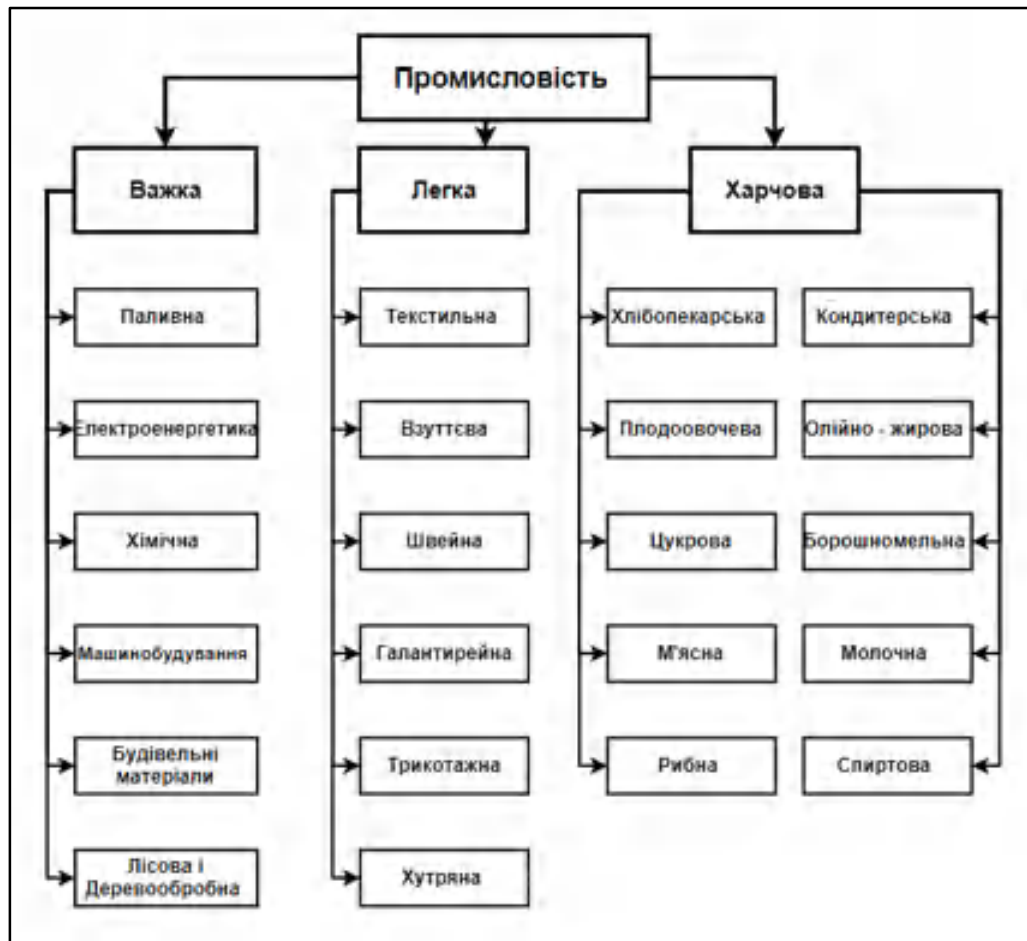 Промисловість
Важка
Легка
Харчова
Паливна
Текстильна
Хлібопекарська
Кондитерська
Електроенергетика
Взуттєва
Плодоовочева
Олійно - жирова
Хімічна
Швейна
Цукрова
Борошномельна
Машинобудування
Галантирейна
М'ясна
Молочна
Будівельні
матеріали
Трикотажна
Рибна
Спиртова
Лісова і
Деревообробна
Хутряна